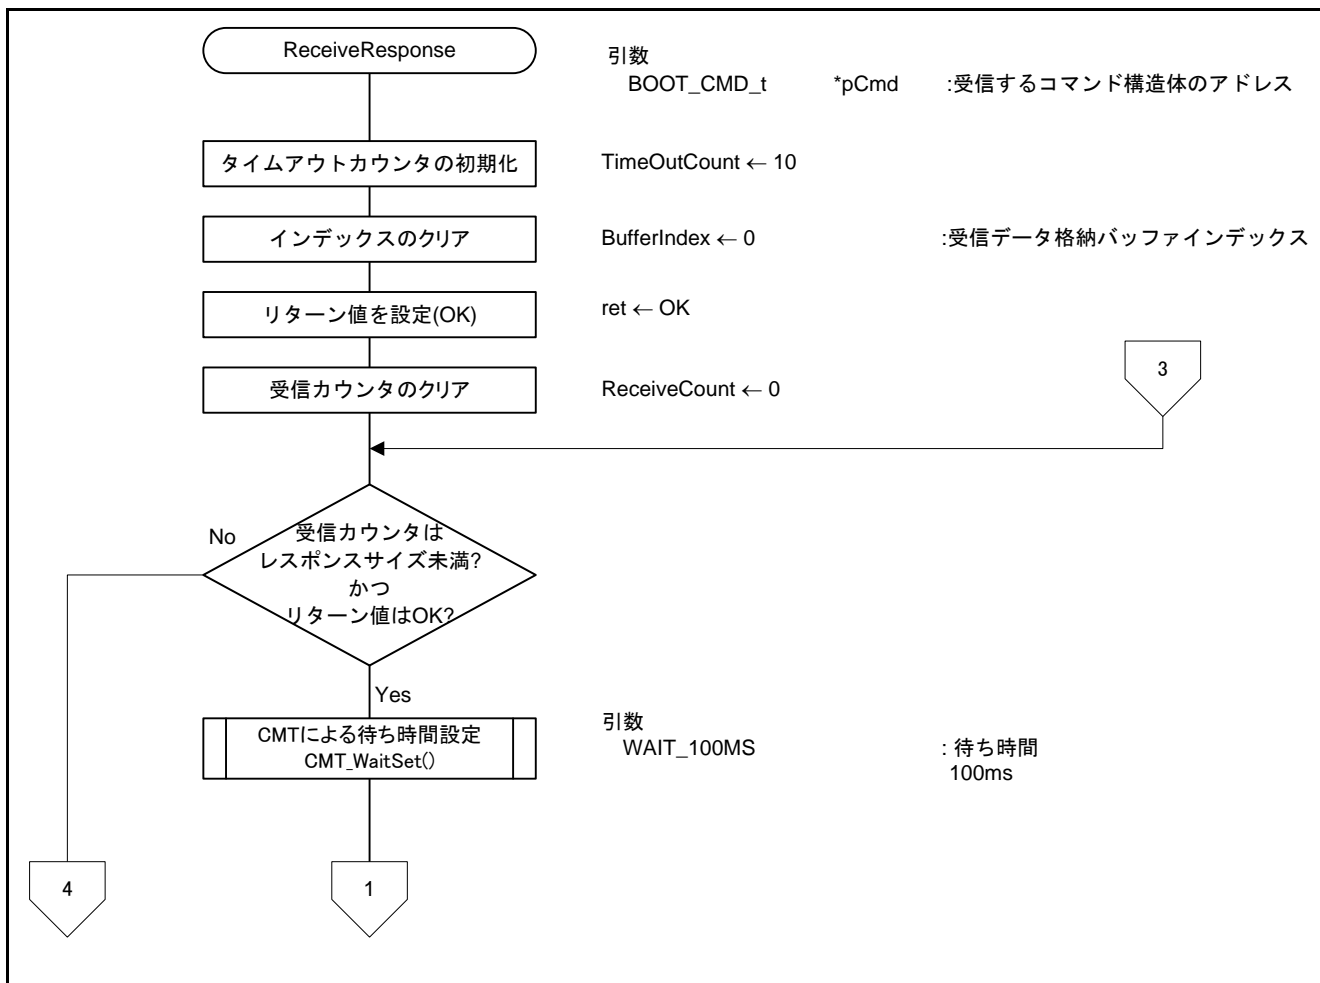 ReceiveResponse
引数
BOOT_CMD_t *pCmd :受信するコマンド構造体のアドレス
タイムアウトカウンタの初期化
TimeOutCount ← 10
インデックスのクリア
BufferIndex ← 0 :受信データ格納バッファインデックス
リターン値を設定(OK)
ret ← OK
受信カウンタのクリア
ReceiveCount ← 0
3
No
受信カウンタは
レスポンスサイズ未満?
かつ
リターン値はOK?
Yes
CMTによる待ち時間設定
CMT_WaitSet()
引数
WAIT_100MS : 待ち時間
100ms
4
1